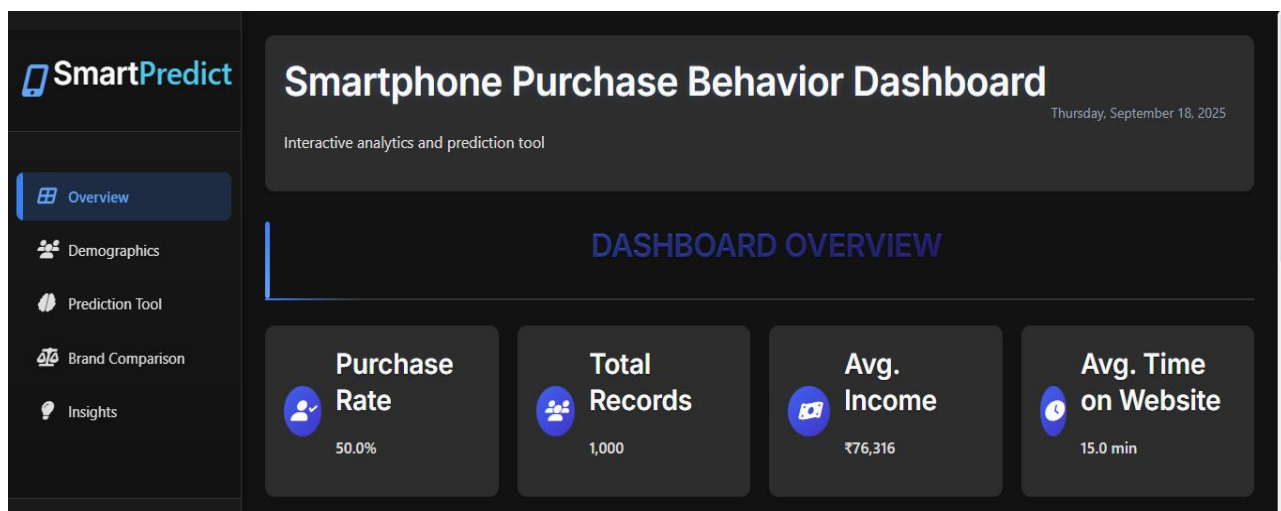 SmartPredict
Overview
Demographics
Prediction Tool
Brand Comparison
Insights
Smartphone Purchase Behavior Dashboard
Thursday, September 18, 2025
Interactive analytics and prediction tool
DASHBOARD OVERVIEW
Purchase
Rate
50.0%
Total
Records
1,000
Avg.
Income
₹76,316
Avg. Time
on Website
15.0 min